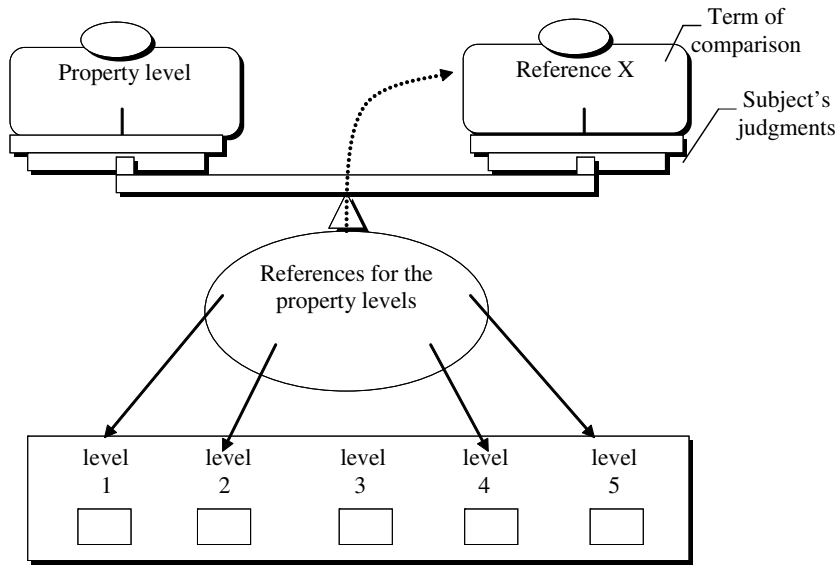 Property level
Reference X
Term of
comparison
Subject's
judgments
References for the
property levels
level
1
level
2
level
3
level
4
level
5